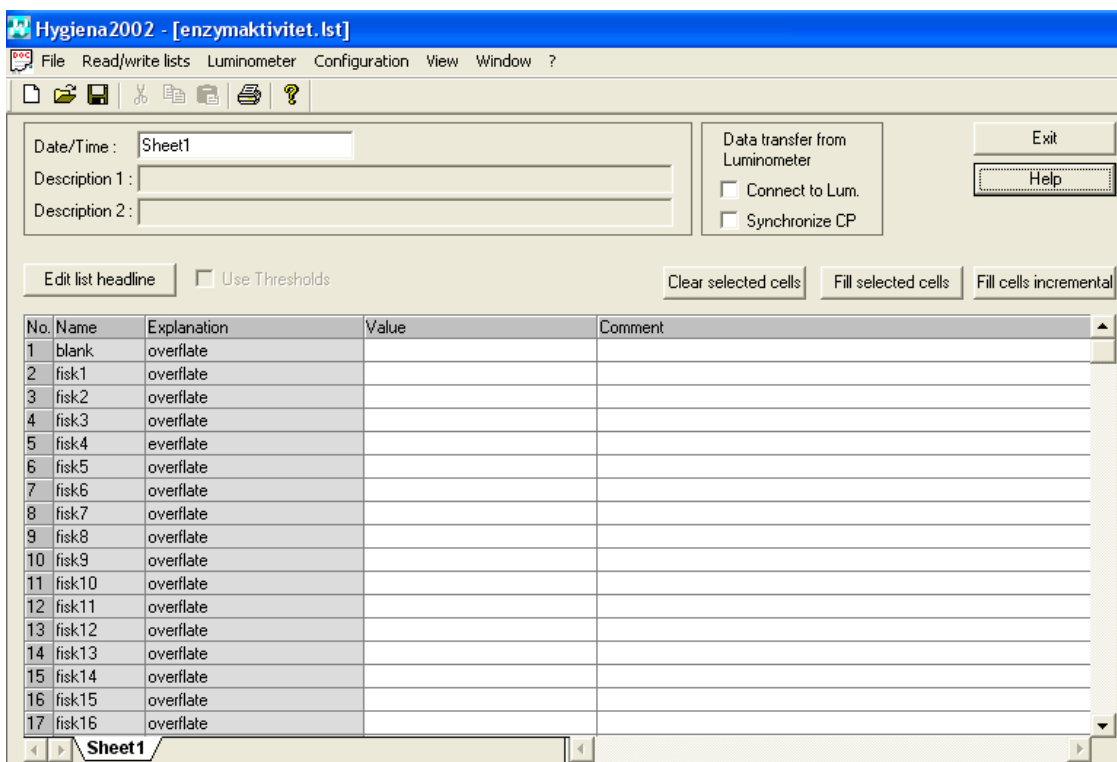 Hygiena2002 - [enzymaktivitet.lst]
DOC File Read/write lists Luminometer Configuration View Window ?
Date/Time : Sheet1
Description 1 :
Description 2 :
Data transfer from
Luminometer
Connect to Lum.
Synchronize CP
Exit
Help
Edit list headline Use Thresholds Clear selected cells Fill selected cells Fill cells incremental
No. Name Explanation Value Comment
1 blank overflate
2 fisk1 overflate
3 fisk2 overflate
4 fisk3 overflate
5 fisk4 everflate
6 fisk5 overflate
7 fisk6 overflate
8 fisk7 overflate
9 fisk8 overflate
10 fisk9 overflate
11 fisk10 overflate
12 fisk11 overflate
13 fisk12 overflate
14 fisk13 overflate
15 fisk14 overflate
16 fisk15 overflate
17 fisk16 overflate
Sheet1